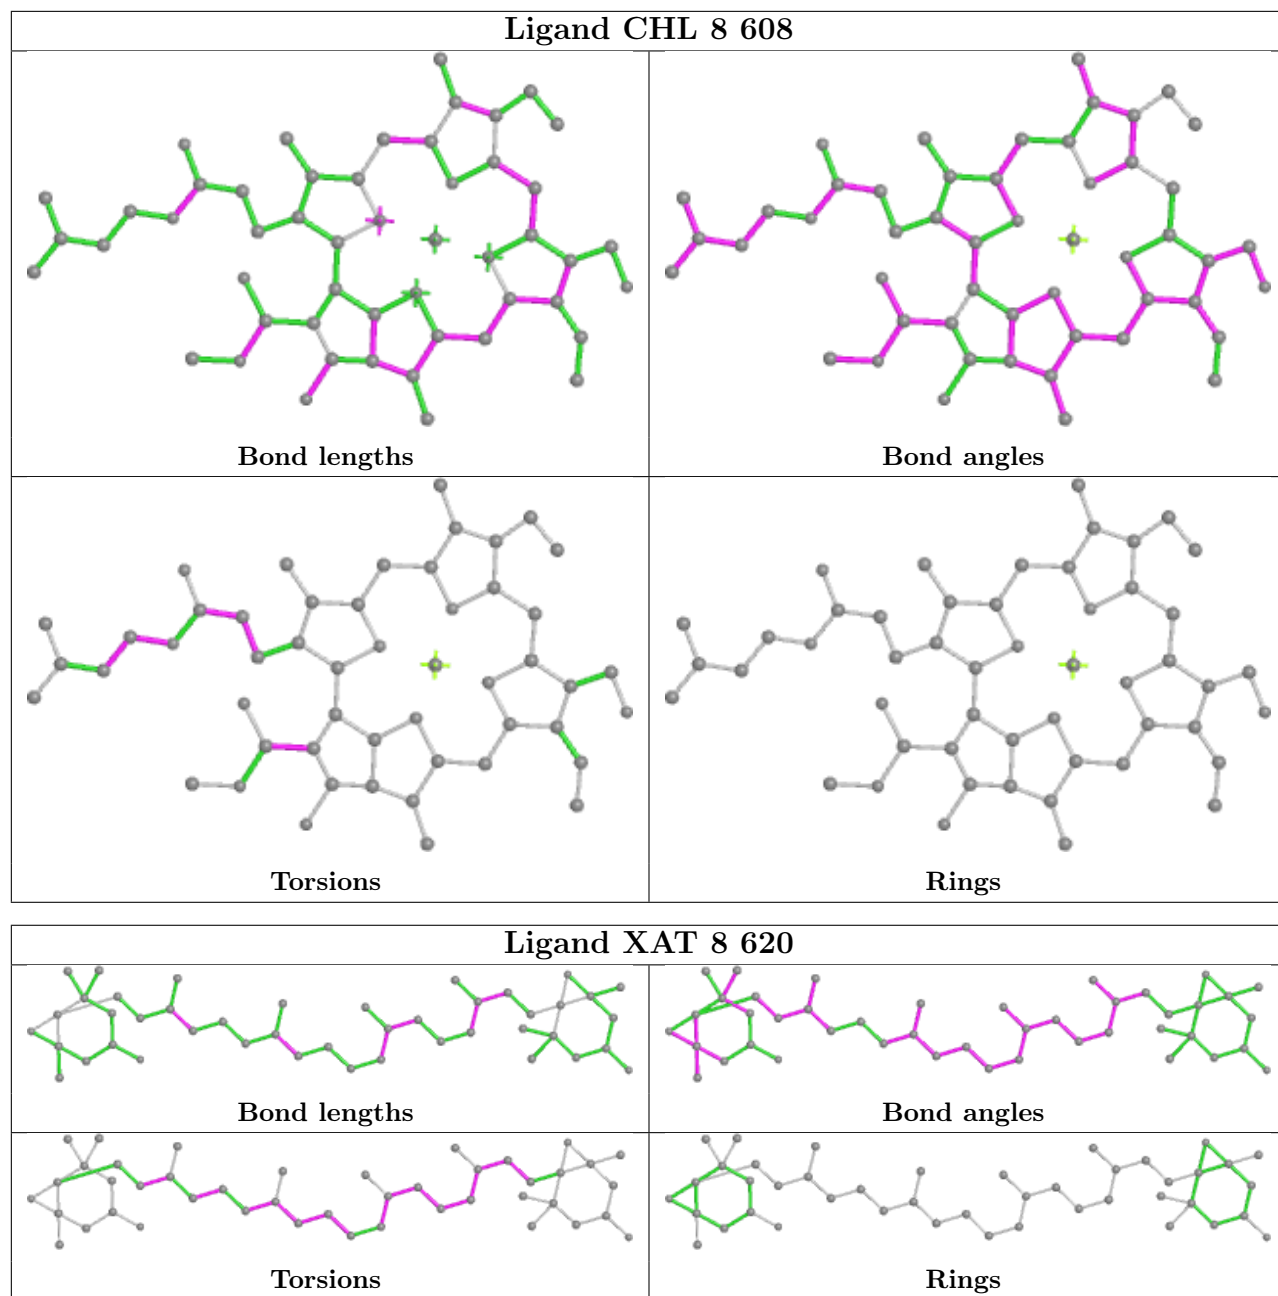 Ligand CHL 8 608
Bond lengths
Bond angles
Torsions
Rings
Ligand XAT 8 620
Bond lengths
Bond angles
Torsions
Rings